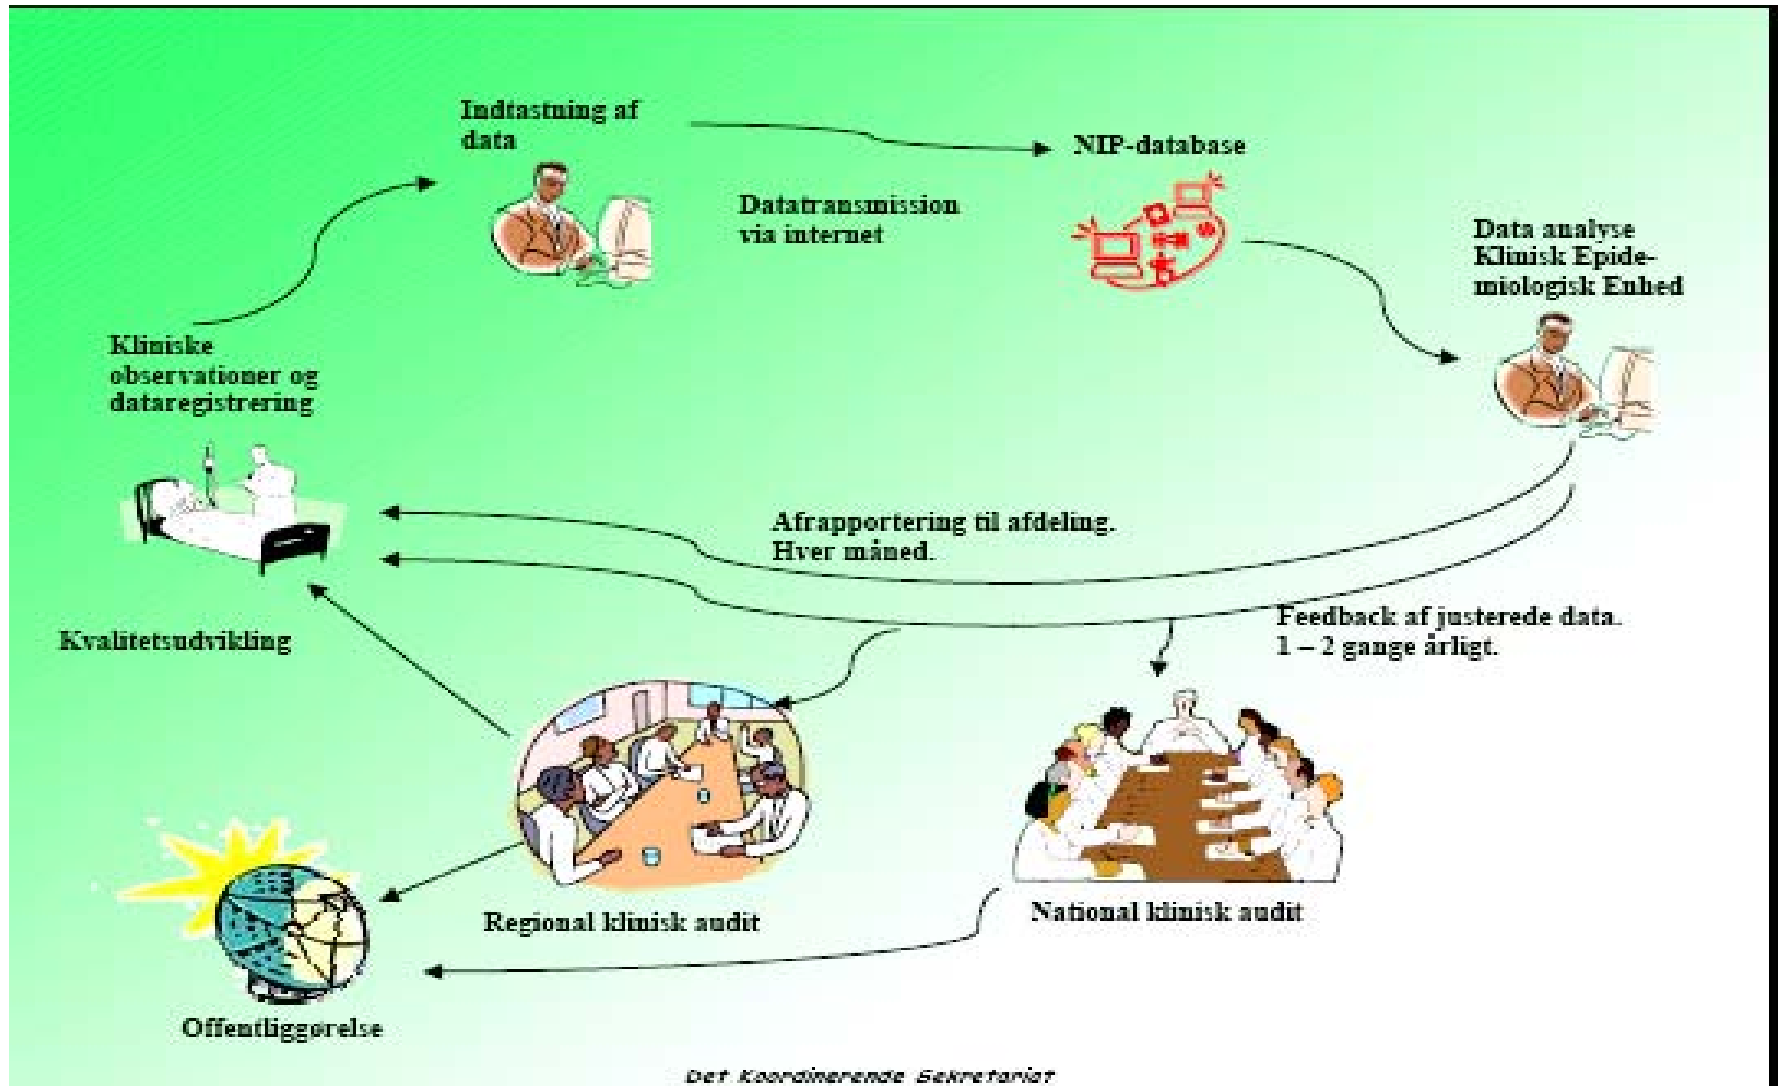 Indtastning af
data
NIP-database
Datatransmission
via internet
Data analyse
Klinisk Epide-
miologisk Enhed
Kliniske
observationer og
dataregistrering
Afrapportering til afdeling.
Hver måned.
Feedback af justerede data.
1 – 2 gange årligt.
Kvalitetsudvikling
Regional klinisk audit
National klinisk audit
Offentliggørelse
Det Koordinerende Sekretariat